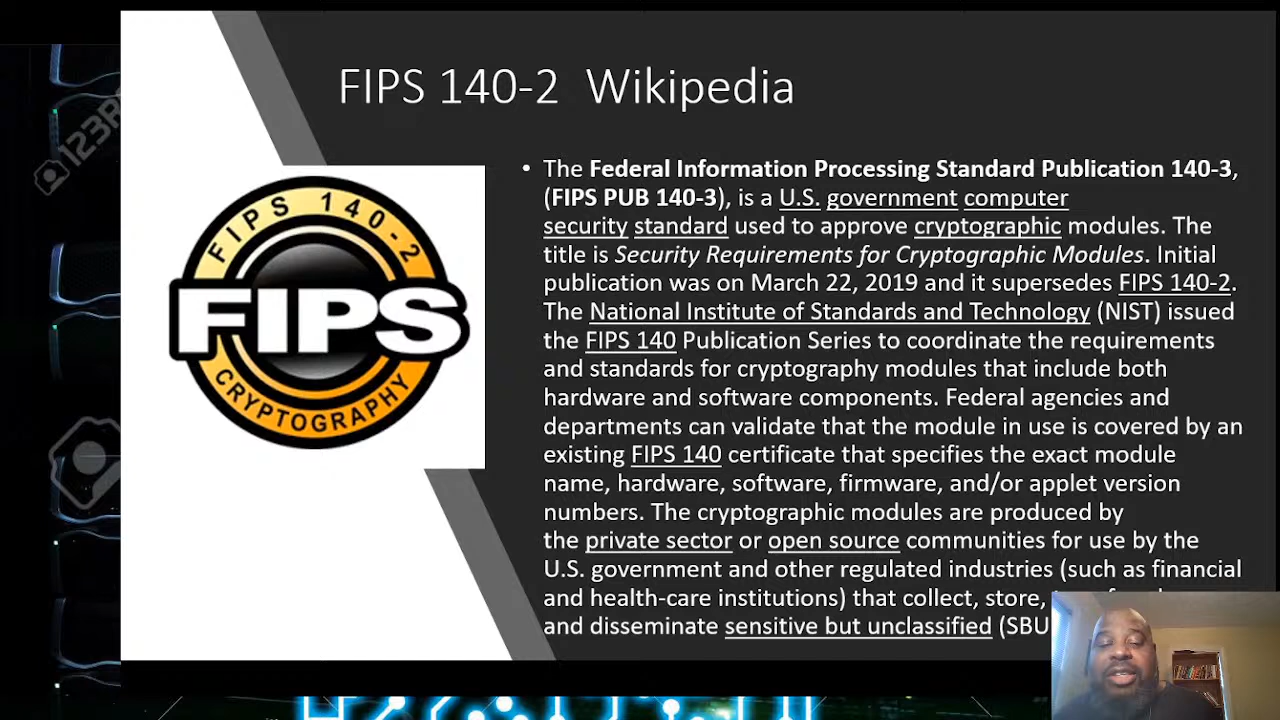 FIPS 140-2 Wikipedia
123R
FIPS 140-2
FIPS
CRYPTOGRAPHY
• The Federal Information Processing Standard Publication 140-3,
(FIPS PUB 140-3), is a U.S. government computer
security standard used to approve cryptographic modules. The
title is Security Requirements for Cryptographic Modules. Initial
publication was on March 22, 2019 and it supersedes FIPS 140-2.
The National Institute of Standards and Technology (NIST) issued
the FIPS 140 Publication Series to coordinate the requirements
and standards for cryptography modules that include both
hardware and software components. Federal agencies and
departments can validate that the module in use is covered by an
existing FIPS 140 certificate that specifies the exact module
name, hardware, software, firmware, and/or applet version
numbers. The cryptographic modules are produced by
the private sector or open source communities for use by the
U.S. government and other regulated industries (such as financial
and health-care institutions) that collect, store,
and disseminate sensitive but unclassified (SBU